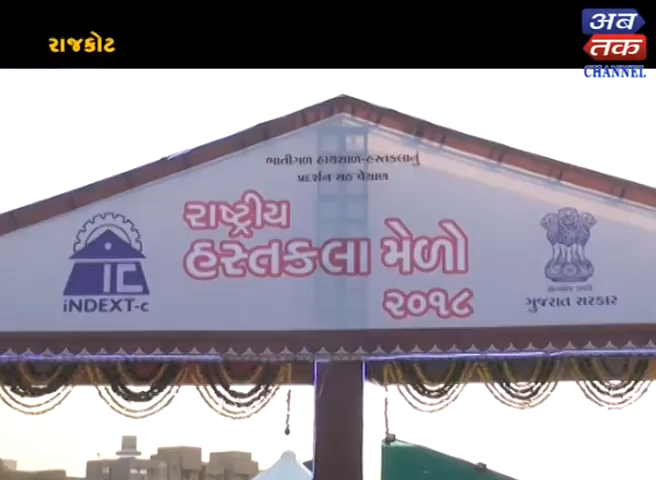 રાજકોટ
અબ
તક
CHANNEL
ભાતીગળ હાથશાળ-હસ્તકલાનું
પ્રદર્શન સહ વેચાણ
રાષ્ટ્રીય
હસ્તકલા મેળો
૨૦૧૮
iNDEXT-c
ગુજરાત સરકાર